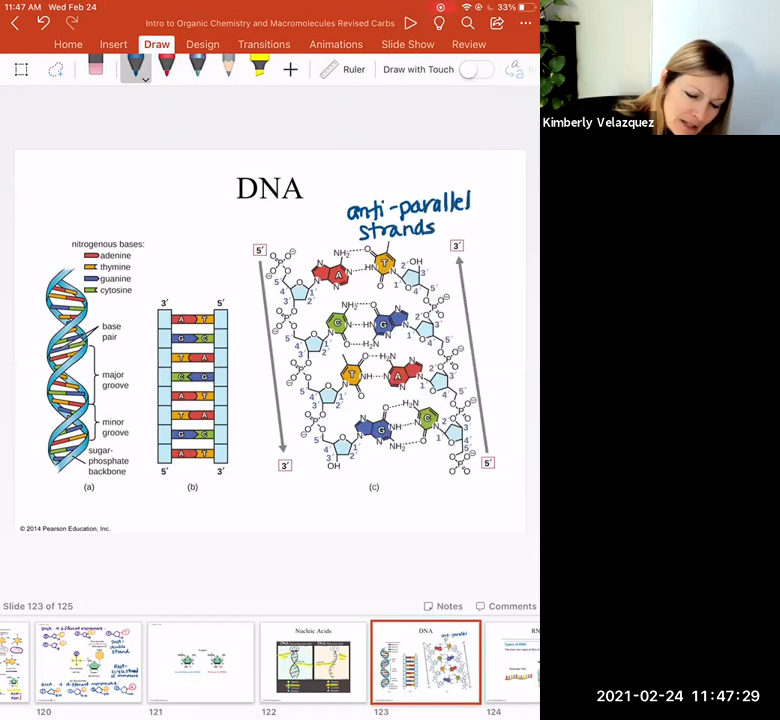 11:47 AM Wed Feb 24
33%
Intro to Organic Chemistry and Macromolecules Revised Carbs
Home Insert Draw Design Transitions Animations Slide Show Review
Ruler Draw with Touch
Kimberly Velazquez
DNA
anti-parallel
strands
nitrogenous bases:
adenine
thymine
guanine
cytosine
base
pair
major
groove
minor
groove
sugar-
phosphate
backbone
(a)
3′ 5′
A T
G C
T A
C G
A T
T A
G C
A T
5′ 3′
(b)
5′ 3′
A T
C G
T A
G C
3′ 5′
(c)
© 2014 Pearson Education, Inc.
Slide 123 of 125
Notes Comments
Nucleic Acids
DNA
120 121 122 123 124
2021-02-24 11:47:29